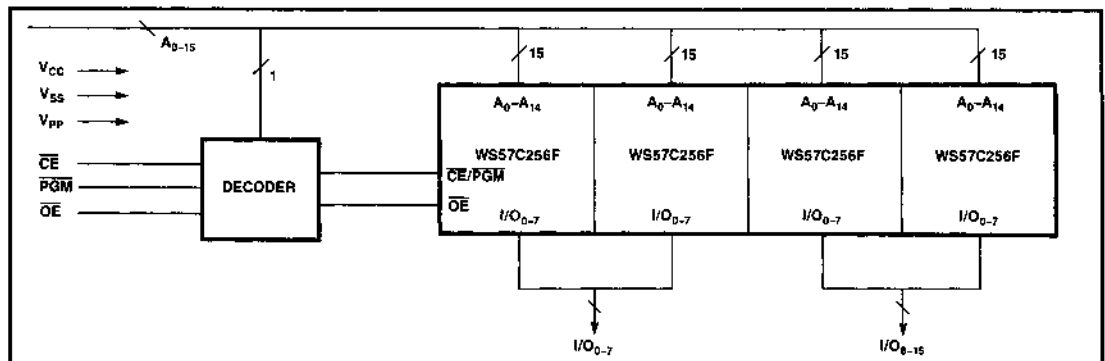 A0-15
15 15 15 15
VCC
1
VSS
A0-A14 A0-A14 A0-A14 A0-A14
VPP
WS57C256F WS57C256F WS57C256F WS57C256F
CE
CE/PGM
PGM
DECODER
OE
OE
I/O0-7 I/O0-7 I/O0-7 I/O0-7
I/O0-7 I/O8-15